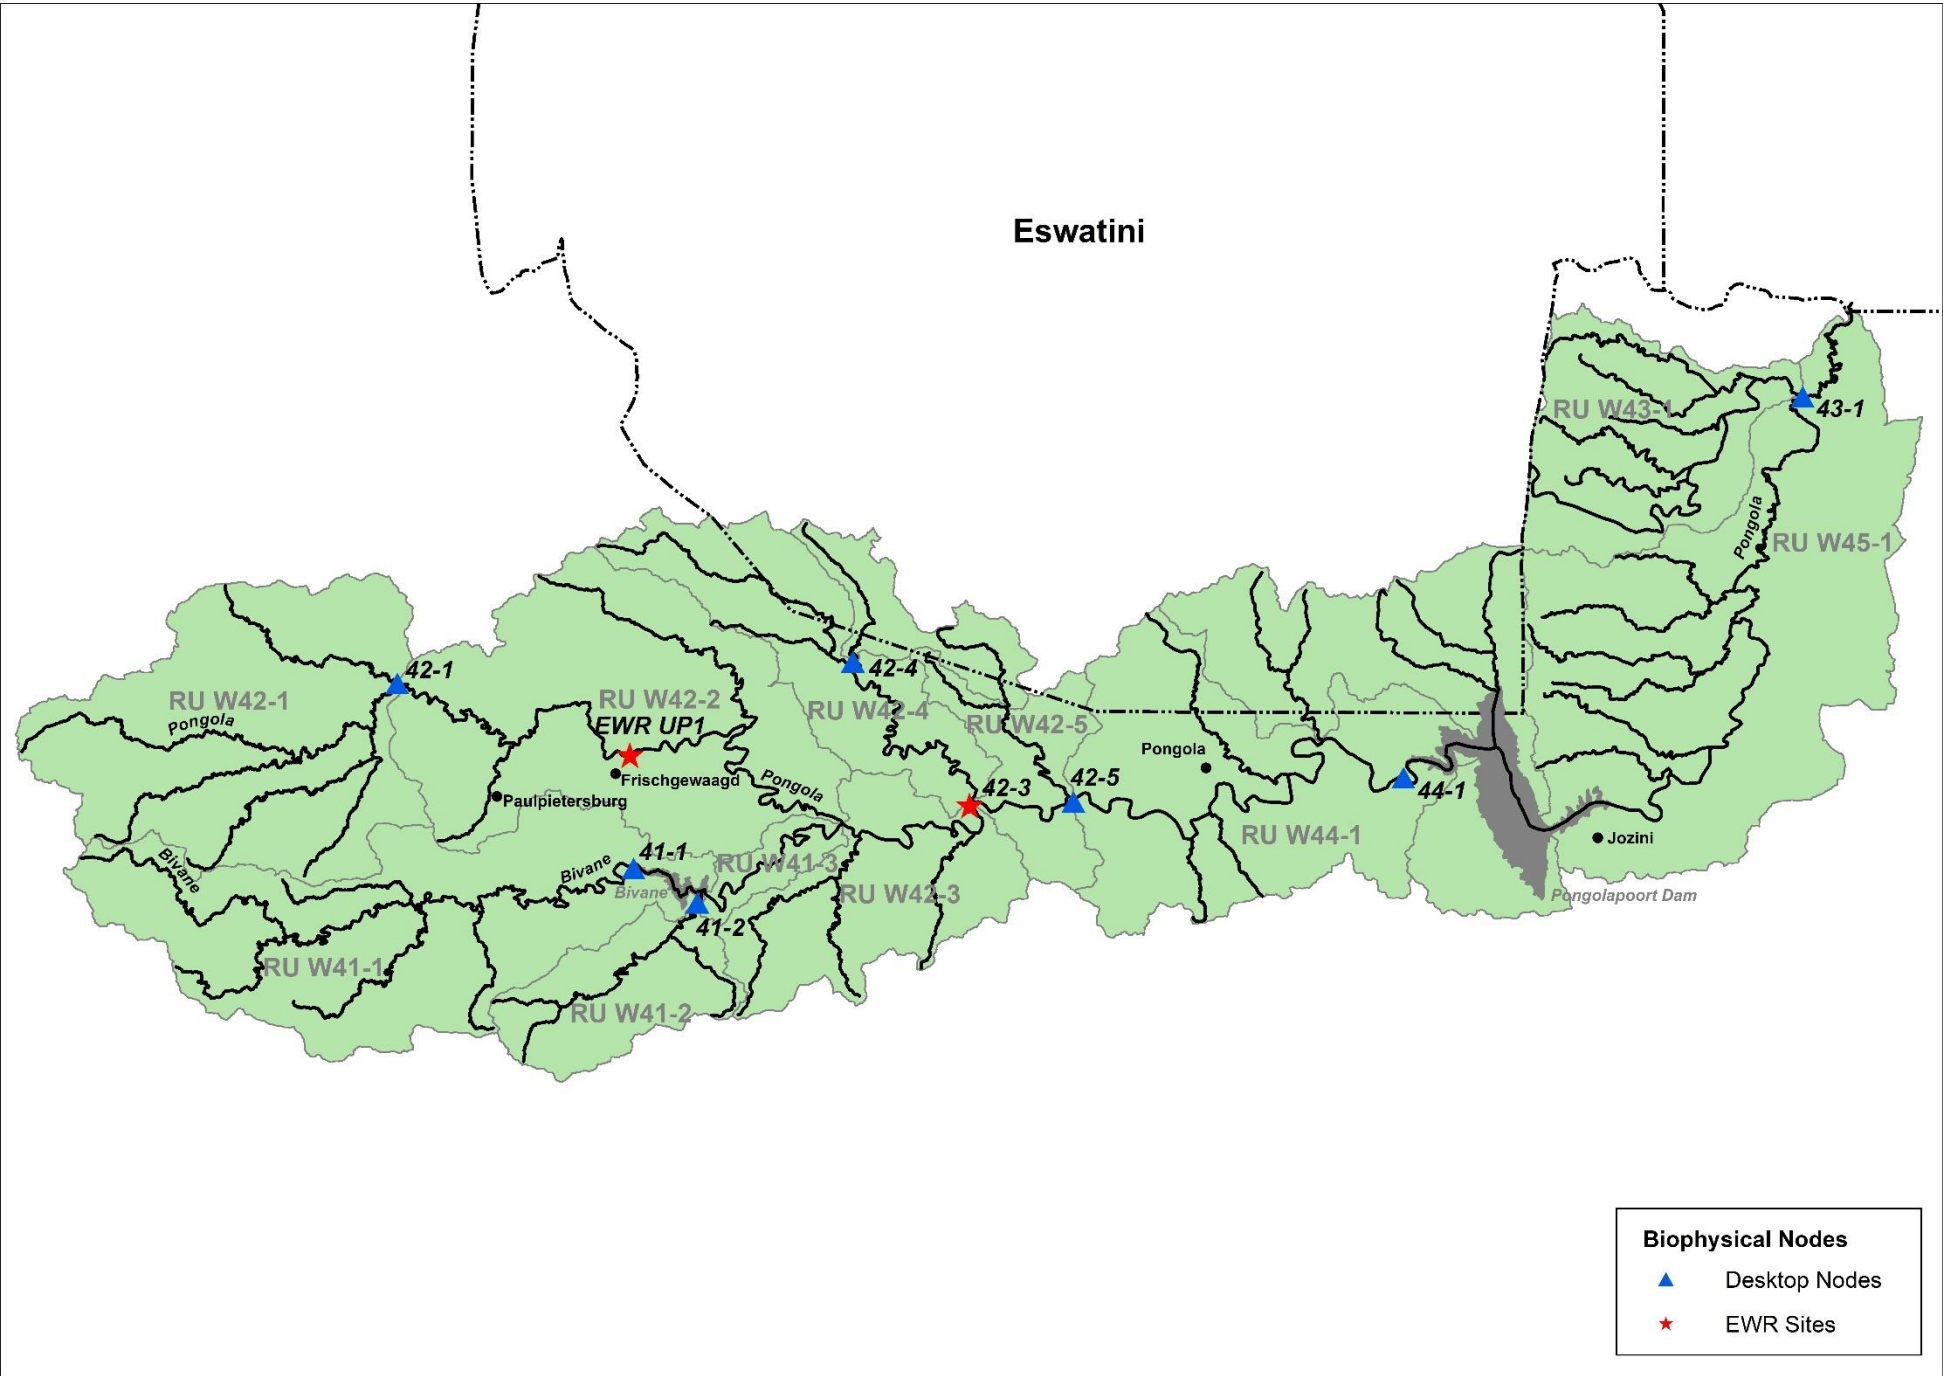 Eswatini
RU W43-1
43-1
Pongola
RU W45-1
42-1
42-4
RU W42-1
Pongola
RU W42-2
EWR UP1
RU W42-4
RU W42-5
Pongola
Frischgewaagd
Paulpietersburg
Pongola
42-3
42-5
44-1
RU W44-1
Jozini
Bivane
Bivane
41-1
Bivane
RU W41-3
RU W42-3
Pongolapoort Dam
41-2
RU W41-1
RU W41-2
Biophysical Nodes
Desktop Nodes
EWR Sites